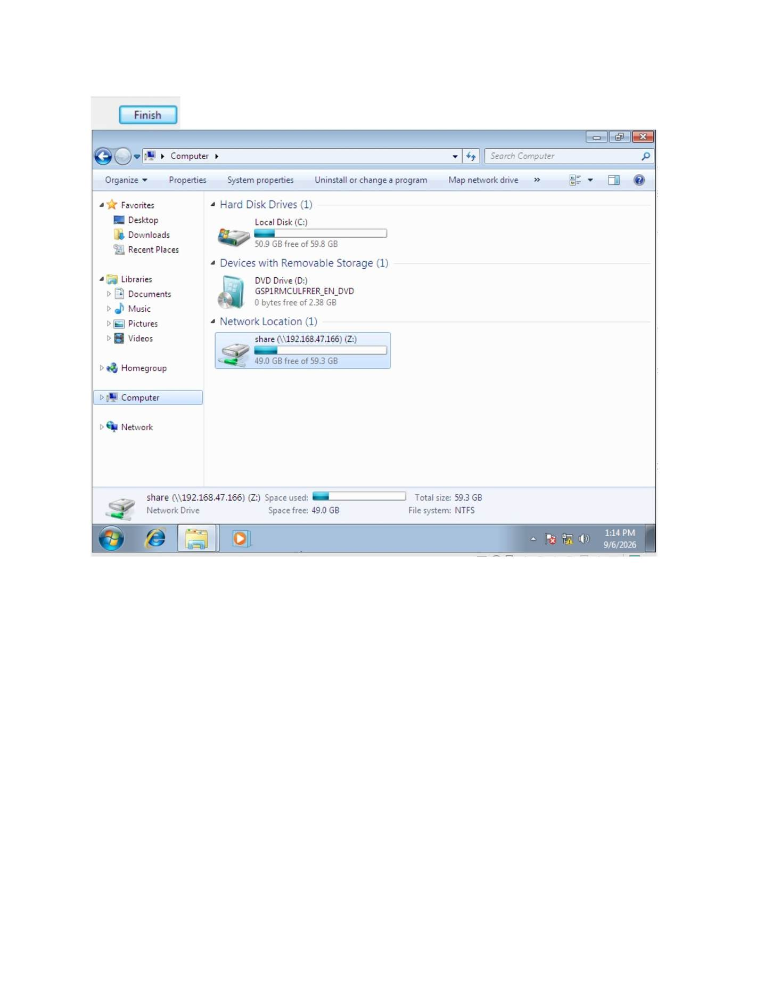 Finish
Computer
Search Computer
Organize Properties System properties Uninstall or change a program Map network drive »
Favorites
Desktop
Downloads
Recent Places
Libraries
Documents
Music
Pictures
Videos
Homegroup
Computer
Network
Hard Disk Drives (1)
Local Disk (C:)
50.9 GB free of 59.8 GB
Devices with Removable Storage (1)
DVD Drive (D:)
GSP1RMCULFRER_EN_DVD
0 bytes free of 2.38 GB
Network Location (1)
share (\\192.168.47.166) (Z:)
49.0 GB free of 59.3 GB
share (\\192.168.47.166) (Z:) Space used: Total size: 59.3 GB
Network Drive Space free: 49.0 GB File system: NTFS
1:14 PM
9/6/2026